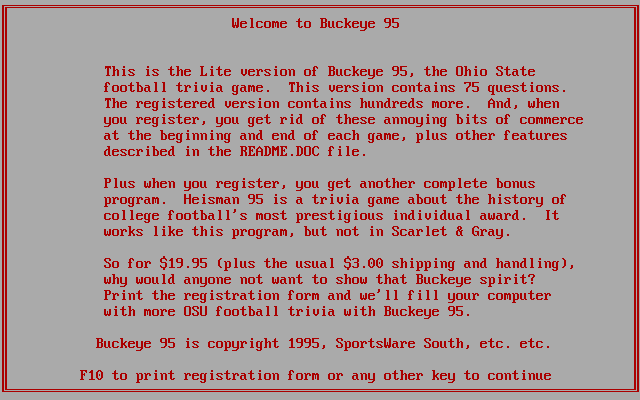 Welcome to Buckeye 95
This is the Lite version of Buckeye 95, the Ohio State
football trivia game.  This version contains 75 questions.
The registered version contains hundreds more.  And, when
you register, you get rid of these annoying bits of commerce
at the beginning and end of each game, plus other features
described in the README.DOC file.
Plus when you register, you get another complete bonus
program.  Heisman 95 is a trivia game about the history of
college football's most prestigious individual award.  It
works like this program, but not in Scarlet & Gray.
So for $19.95 (plus the usual $3.00 shipping and handling),
why would anyone not want to show that Buckeye spirit?
Print the registration form and we'll fill your computer
with more OSU football trivia with Buckeye 95.
Buckeye 95 is copyright 1995, SportsWare South, etc. etc.
F10 to print registration form or any other key to continue